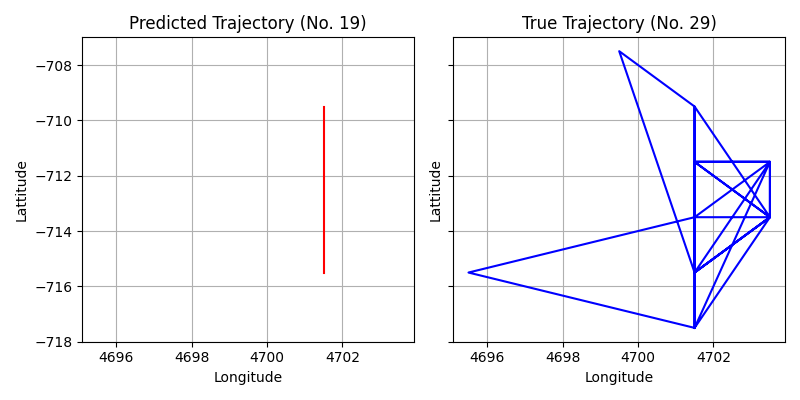 Predicted Trajectory (No. 19)
True Trajectory (No. 29)
−708
−710
−712
−714
−716
−718
Lattitude
Lattitude
4696 4698 4700 4702
4696 4698 4700 4702
Longitude
Longitude